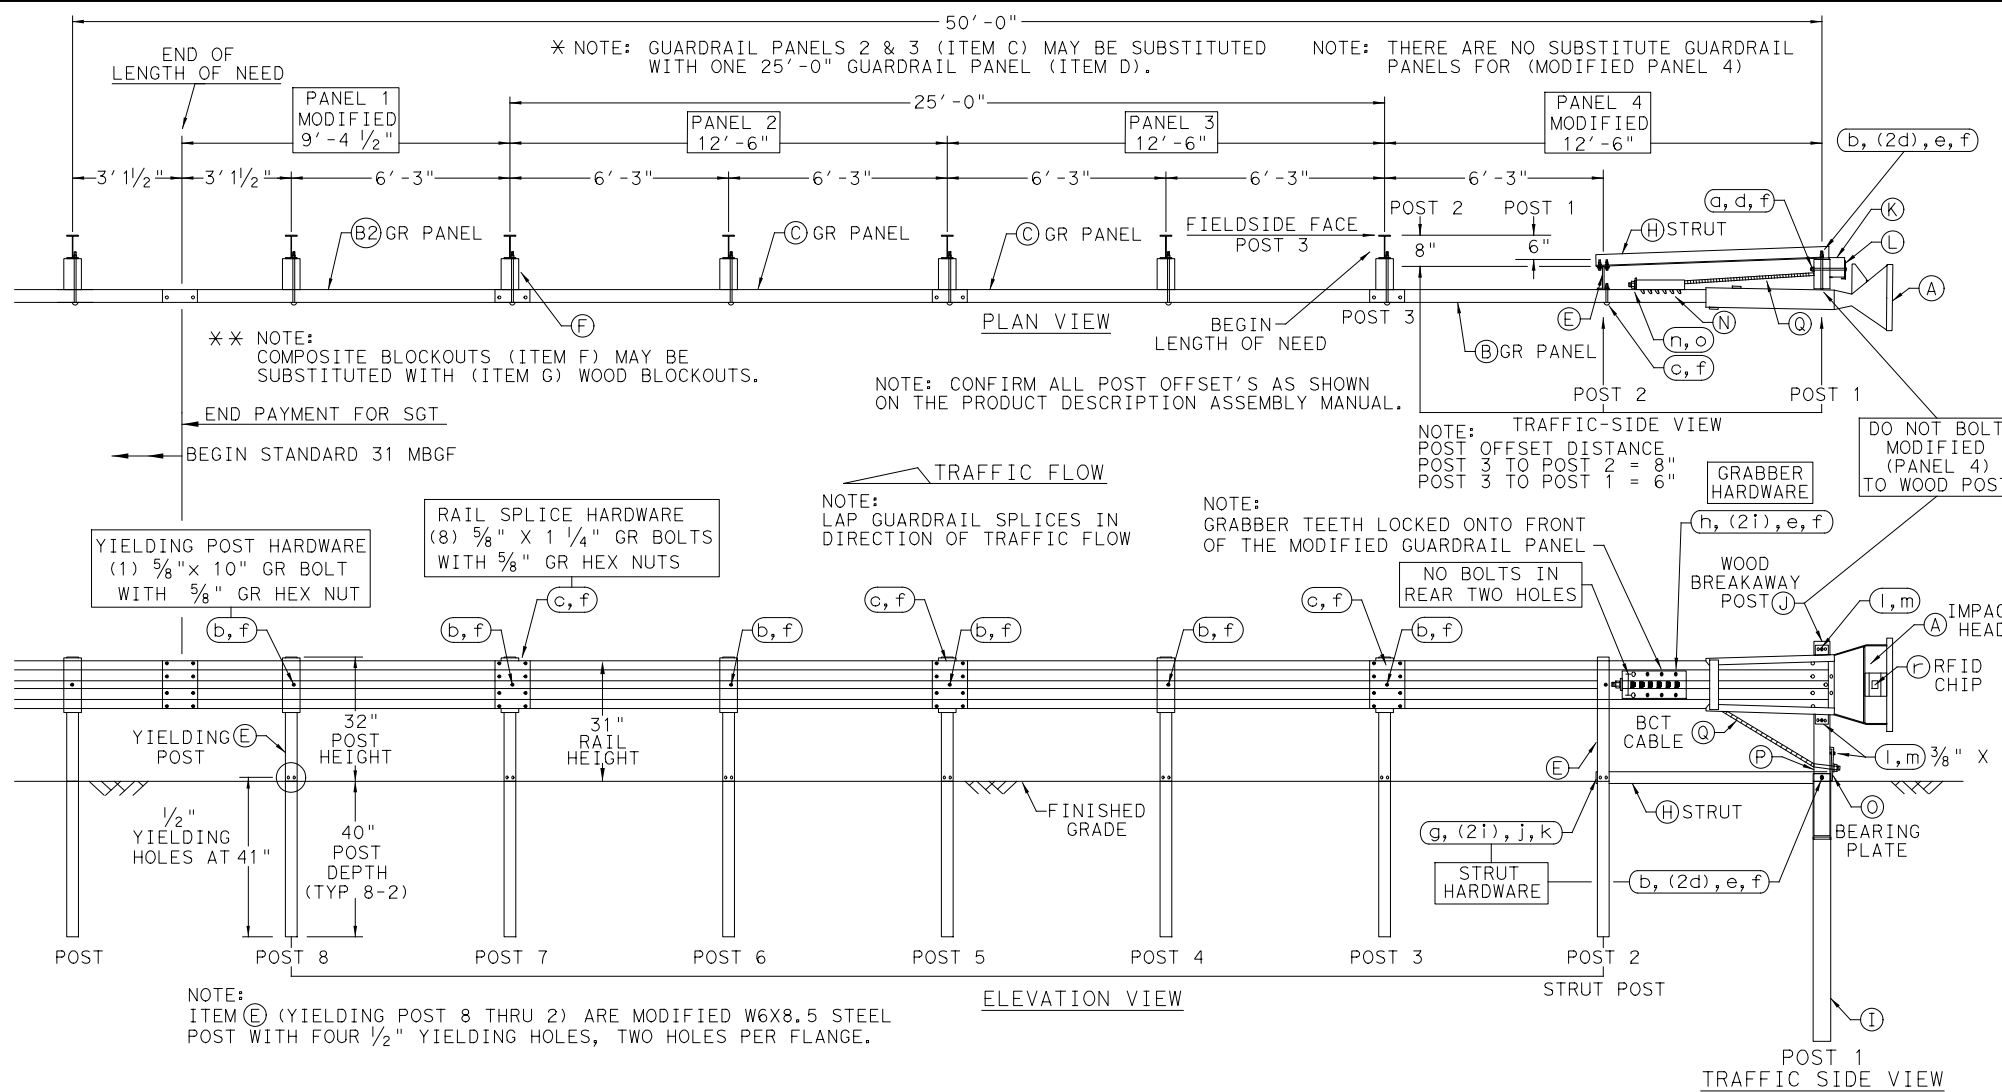 50'-0"
END OF
LENGTH OF NEED
* NOTE: GUARDRAIL PANELS 2 & 3 (ITEM C) MAY BE SUBSTITUTED
WITH ONE 25'-0" GUARDRAIL PANEL (ITEM D).
NOTE: THERE ARE NO SUBSTITUTE GUARDRAIL
PANELS FOR (MODIFIED PANEL 4)
25'-0"
PANEL 1
MODIFIED
9'-4 1/2"
PANEL 2
12'-6"
PANEL 3
12'-6"
PANEL 4
MODIFIED
12'-6"
b, (2d), e, f
3' 1/2"
3' 1/2"
6'-3"
6'-3"
6'-3"
6'-3"
6'-3"
6'-3"
POST 2
POST 1
a, d, f
K
B2 GR PANEL
C GR PANEL
C GR PANEL
FIELDSIDE FACE
POST 3
8"
6"
H STRUT
L
A
F
PLAN VIEW
BEGIN
LENGTH OF NEED
POST 3
E
N
Q
n, o
B GR PANEL
c, f
** NOTE:
COMPOSITE BLOCKOUTS (ITEM F) MAY BE
SUBSTITUTED WITH (ITEM G) WOOD BLOCKOUTS.
NOTE: CONFIRM ALL POST OFFSET'S AS SHOWN
ON THE PRODUCT DESCRIPTION ASSEMBLY MANUAL.
POST 2
POST 1
END PAYMENT FOR SGT
BEGIN STANDARD 31 MBGF
TRAFFIC-SIDE VIEW
NOTE:
POST OFFSET DISTANCE
POST 3 TO POST 2 = 8"
POST 3 TO POST 1 = 6"
DO NOT BOLT
MODIFIED
(PANEL 4)
TO WOOD POST
TRAFFIC FLOW
NOTE:
LAP GUARDRAIL SPLICES IN
DIRECTION OF TRAFFIC FLOW
NOTE:
GRABBER TEETH LOCKED ONTO FRONT
OF THE MODIFIED GUARDRAIL PANEL
GRABBER
HARDWARE
h, (2i), e, f
YIELDING POST HARDWARE
(1) 5/8"x 10" GR BOLT
WITH 5/8" GR HEX NUT
RAIL SPLICE HARDWARE
(8) 5/8" X 1 1/4" GR BOLTS
WITH 5/8" GR HEX NUTS
NO BOLTS IN
REAR TWO HOLES
WOOD
BREAKAWAY
POST J
l, m
A
HEAD
r RFID
CHIP
b, f
b, f
c, f
b, f
c, f
b, f
b, f
c, f
b, f
YIELDING E
POST
32"
POST
HEIGHT
31"
RAIL
HEIGHT
BCT
CABLE Q
E
P
l, m 3/8" X
1/2"
YIELDING
HOLES AT 41"
40"
POST
DEPTH
(TYP 8-2)
FINISHED
GRADE
H STRUT
O
BEARING
PLATE
g, (2i), j, k
STRUT
HARDWARE
b, (2d), e, f
POST
POST 8
POST 7
POST 6
POST 5
POST 4
POST 3
POST 2
STRUT POST
ELEVATION VIEW
NOTE:
ITEM E (YIELDING POST 8 THRU 2) ARE MODIFIED W6X8.5 STEEL
POST WITH FOUR 1/2" YIELDING HOLES, TWO HOLES PER FLANGE.
I
POST 1
TRAFFIC SIDE VIEW